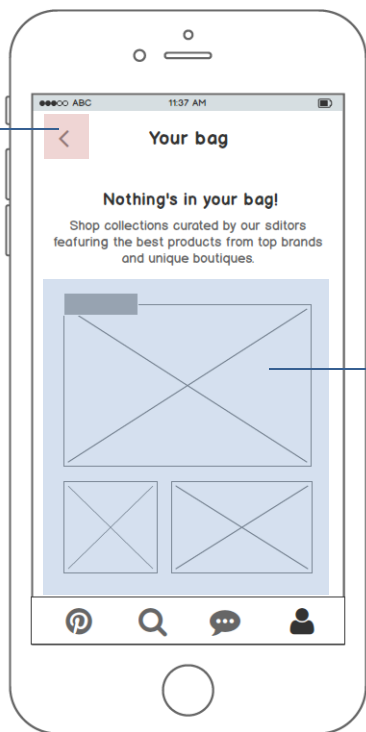 ABC 11:37 AM
Your bag
Nothing's in your bag!
Shop collections curated by our sditors
feafuring the best products from top brands
and unique boutiques.